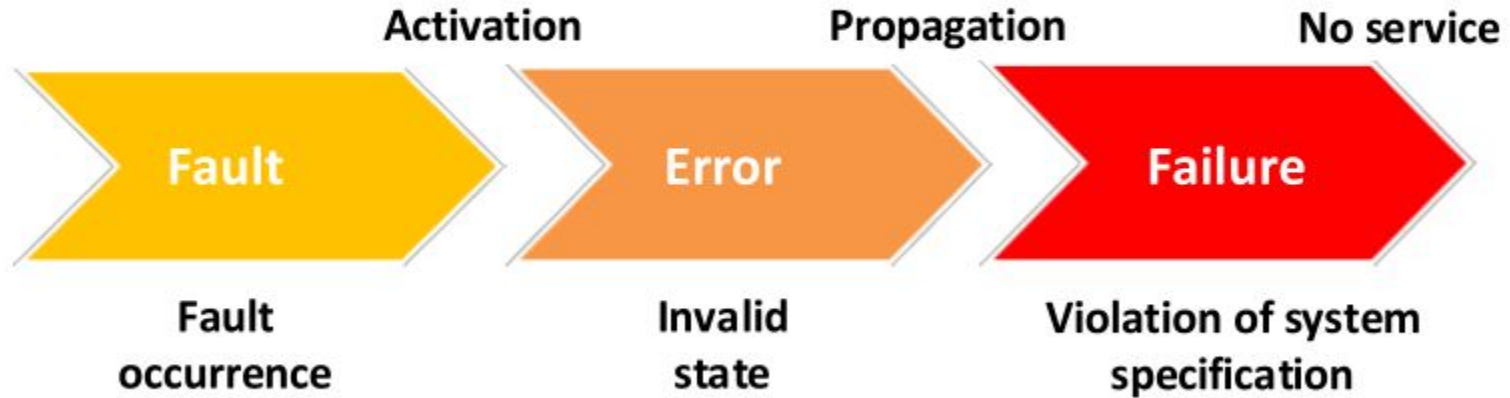 Activation Propagation No service
Fault Error Failure
Fault Invalid Violation of system
occurrence state specification